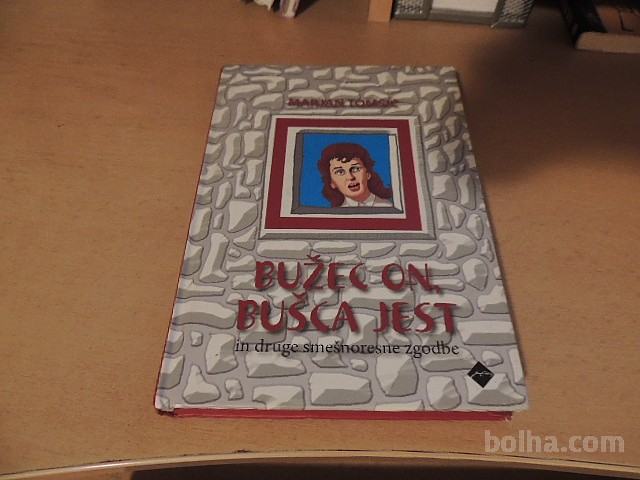 MARJAN TOMŠIČ
BUŽEC ON,
BUŠCA JEST
in druge smešnoresne zgodbe
bolha.com